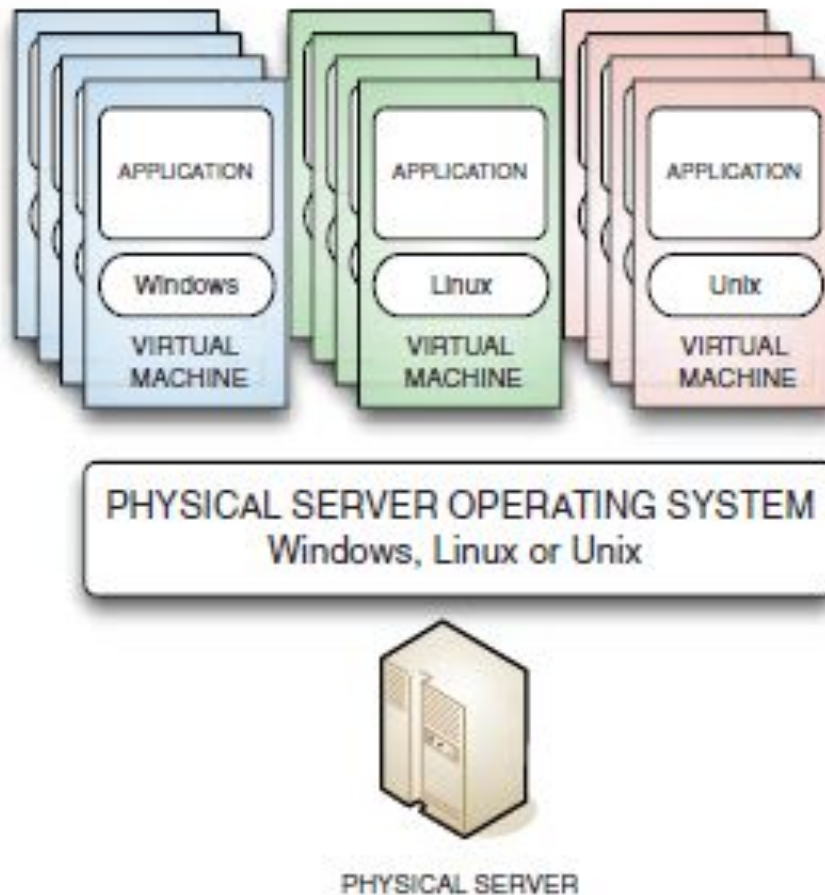 APPLICATION
Windows
VIRTUAL
MACHINE
APPLICATION
Linux
VIRTUAL
MACHINE
APPLICATION
Unix
VIRTUAL
MACHINE
PHYSICAL SERVER OPERATING SYSTEM
Windows, Linux or Unix
PHYSICAL SERVER